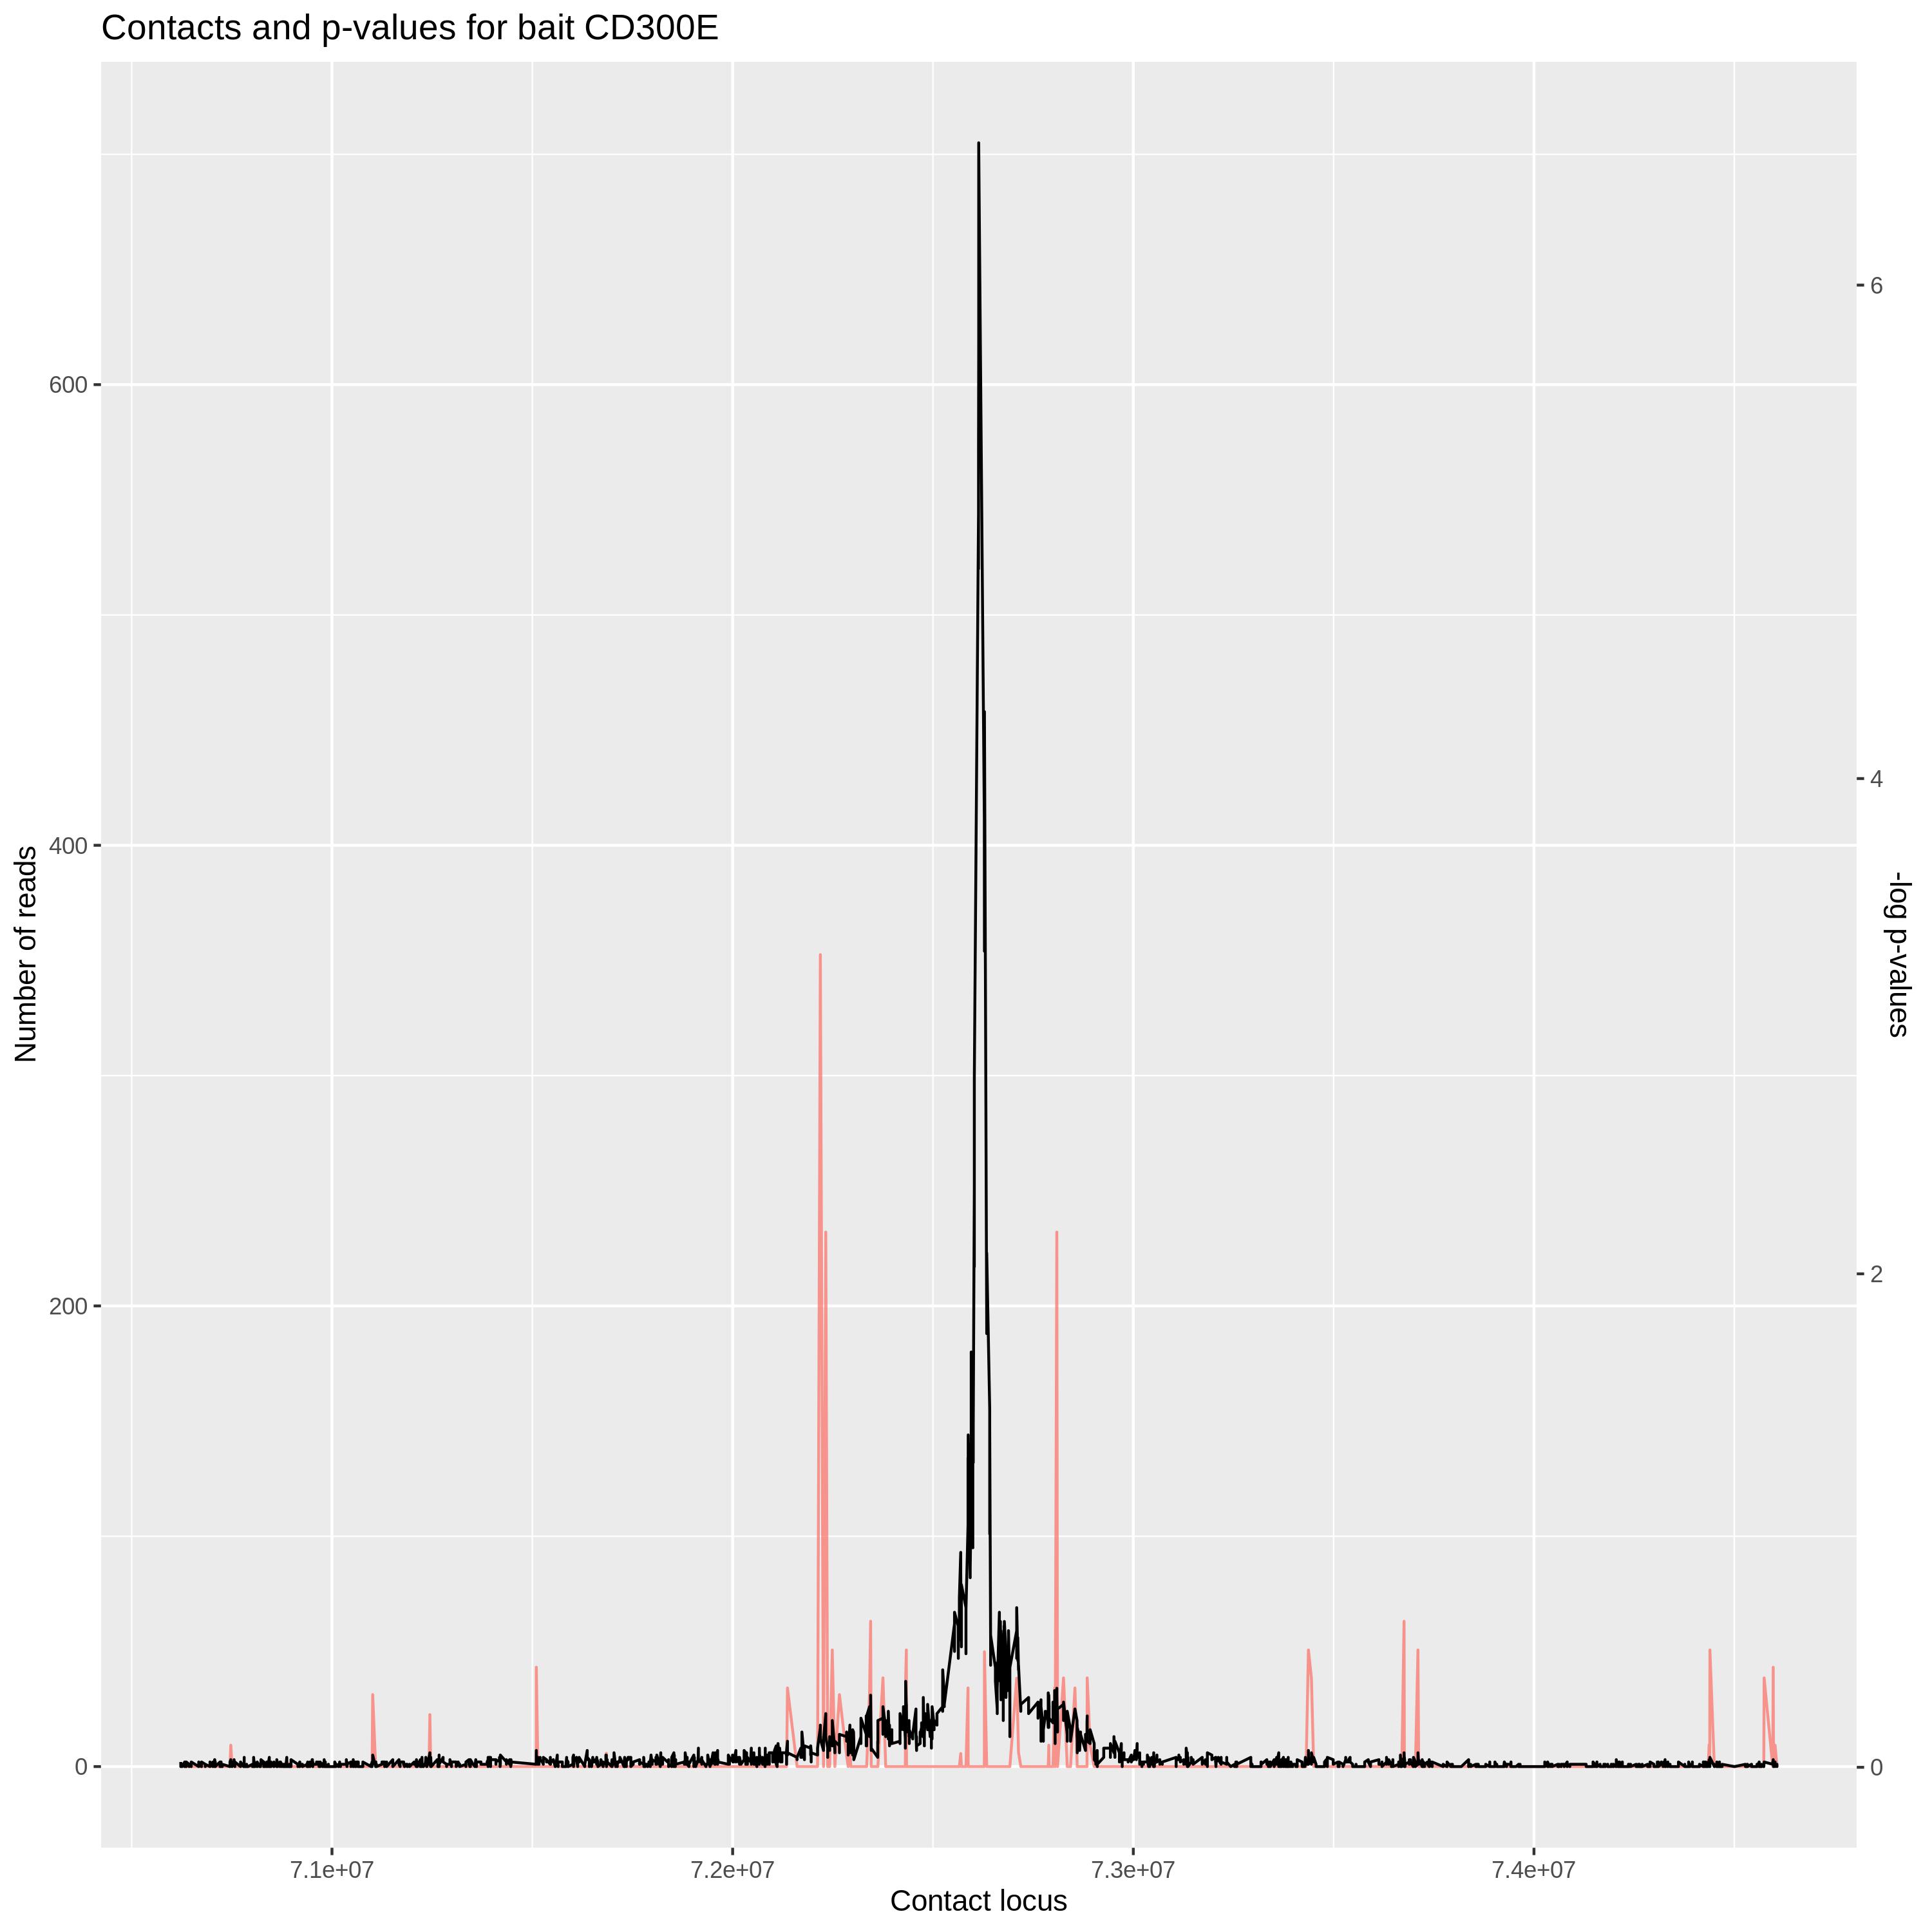 Contacts and p-values for bait CD300E
600
400
200
0
6
4
2
0
Number of reads
-log p-values
7.1e+07
7.2e+07
7.3e+07
7.4e+07
Contact locus